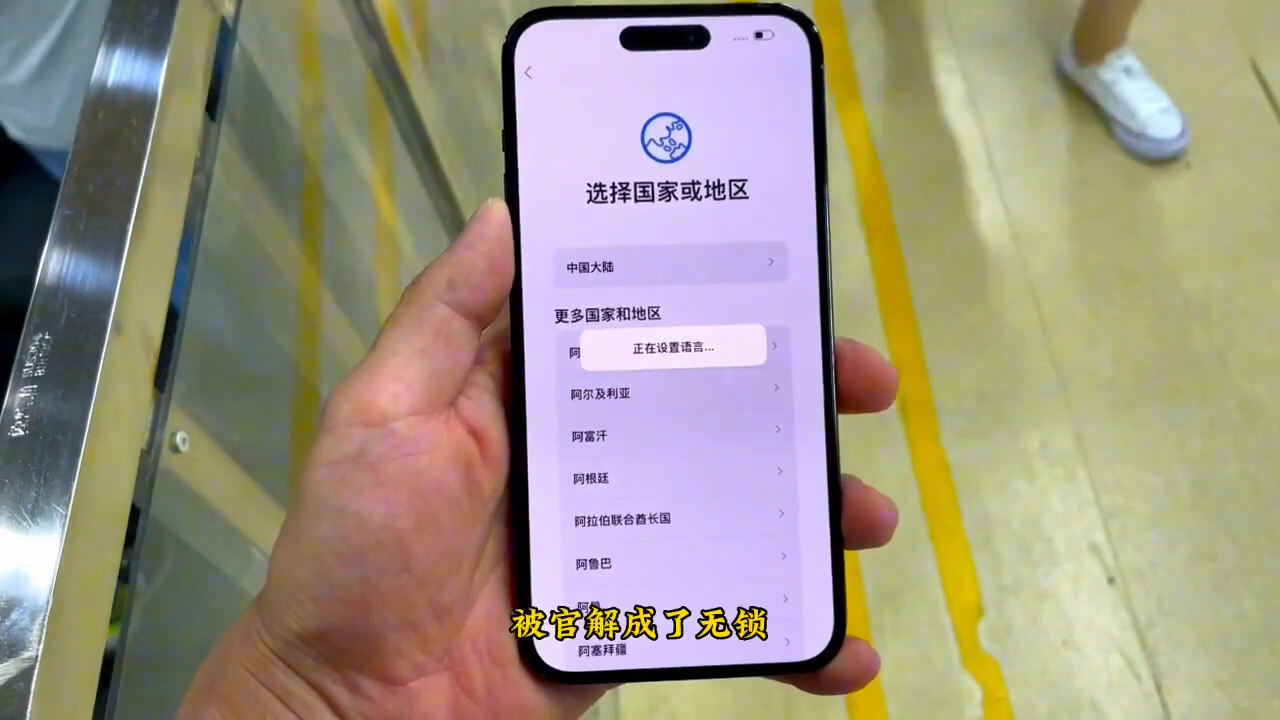 选择国家或地区
中国大陆
更多国家和地区
阿
正在设置语言...
阿尔及利亚
阿富汗
阿根廷
阿拉伯联合酋长国
阿鲁巴
阿曼
阿塞拜疆
被官解成了无锁